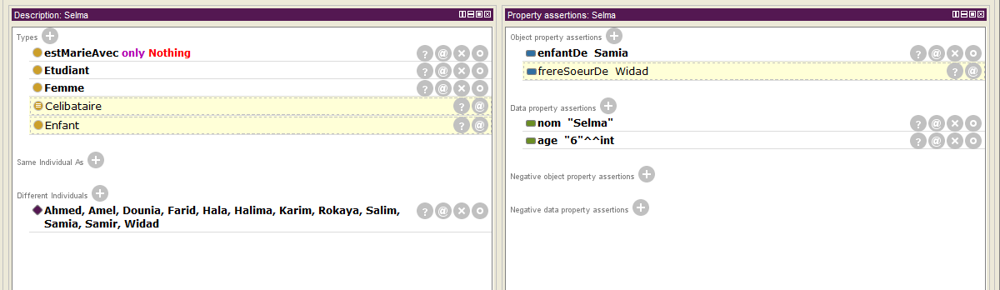 Description: Selma
Types
estMarieAvec only Nothing
Etudiant
Femme
Celibataire
Enfant
Same Individual As
Different Individuals
Ahmed, Amel, Dounia, Farid, Hala, Halima, Karim, Rokaya, Salim,
Samia, Samir, Widad
Property assertions: Selma
Object property assertions
enfantDe Samia
frereSoeurDe Widad
Data property assertions
nom "Selma"
age "6"^^int
Negative object property assertions
Negative data property assertions